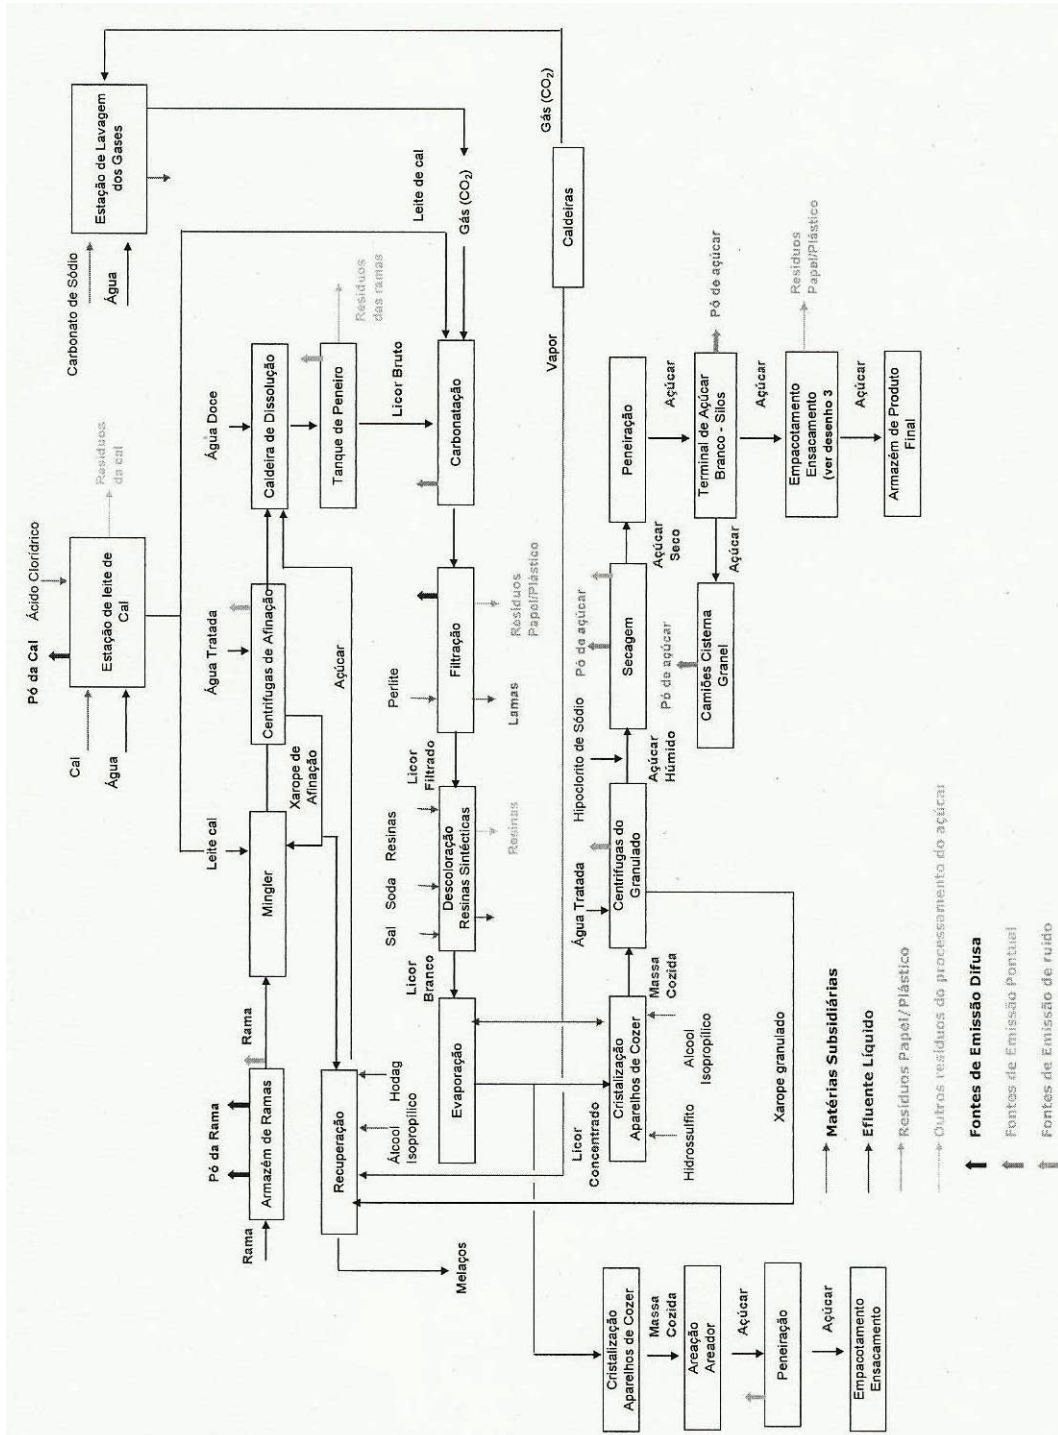 Pó da Cal
Ácido Clorídrico
Cal
Água
Estação de leite de
Cal
Resíduos
da cal
Carbonato de Sódio
Água
Estação de Lavagem
dos Gases
Pó da Rama
Rama
Armazém de Ramas
Rama
Leite cal
Mingler
Água Tratada
Centrífugas de Afinação
Xarope de
Afinação
Água Doce
Caldeira de Dissolução
Açúcar
Tanque de Peneiro
Resíduos
das ramas
Leite de cal
Gás (CO2)
Licor Bruto
Recuperação
Álcool
Isopropílico
Hodag
Melaços
Licor
Branco
Sal
Soda
Resinas
Licor
Filtrado
Perlite
Evaporação
Descoloração
Resinas Sintécticas
Resinas
Filtração
Lamas
Resíduos
Papel/Plástico
Carbonatação
Gás (CO2)
Caldeiras
Vapor
Licor
Concentrado
Cristalização
Aparelhos de Cozer
Hidrossulfito
Álcool
Isopropílico
Massa
Cozida
Água Tratada
Centrífugas do
Granulado
Hipoclorito de Sódio
Açúcar
Húmido
Pó de açúcar
Secagem
Açúcar
Seco
Peneiração
Açúcar
Pó de açúcar
Camiões Cisterna
Granel
Açúcar
Terminal de Açúcar
Branco - Silos
Pó de açúcar
Açúcar
Empacotamento
Ensacamento
(ver desenho 3
Resíduos
Papel/Plástico
Açúcar
Armazém de Produto
Final
Xarope granulado
Cristalização
Aparelhos de Cozer
Massa
Cozida
Areação
Areador
Açúcar
Peneiração
Açúcar
Empacotamento
Ensacamento
Matérias Subsidiárias
Efluente Líquido
Resíduos Papel/Plástico
Outros resíduos do processamento do açúcar
Fontes de Emissão Difusa
Fontes de Emissão Pontual
Fontes de Emissão de ruído